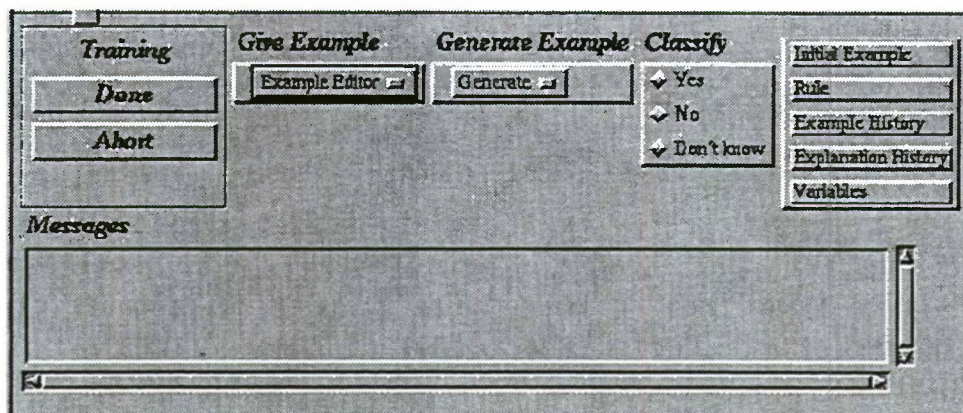 Training
Done
Abort
Give Example
Example Editor
Generate Example
Generate
Classify
Yes
No
Don't know
Initial Example
Rule
Example History
Explanation History
Variables
Messages